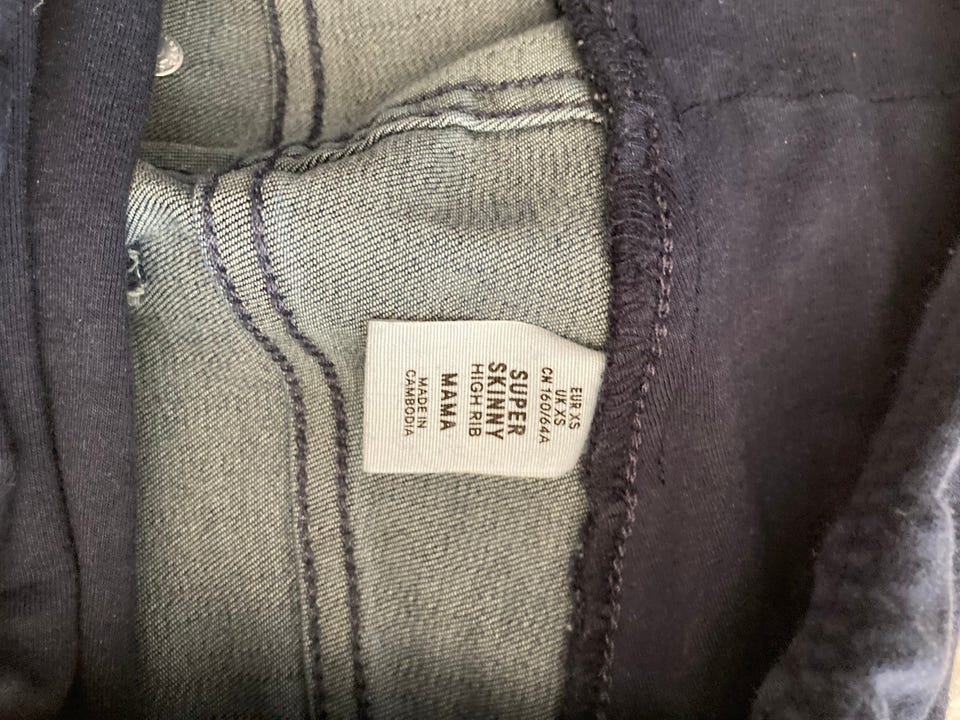 EUR XS
UK XS
CN 160/64A
SUPER
SKINNY
HIGH RIB
MAMA
MADE IN
CAMBODIA